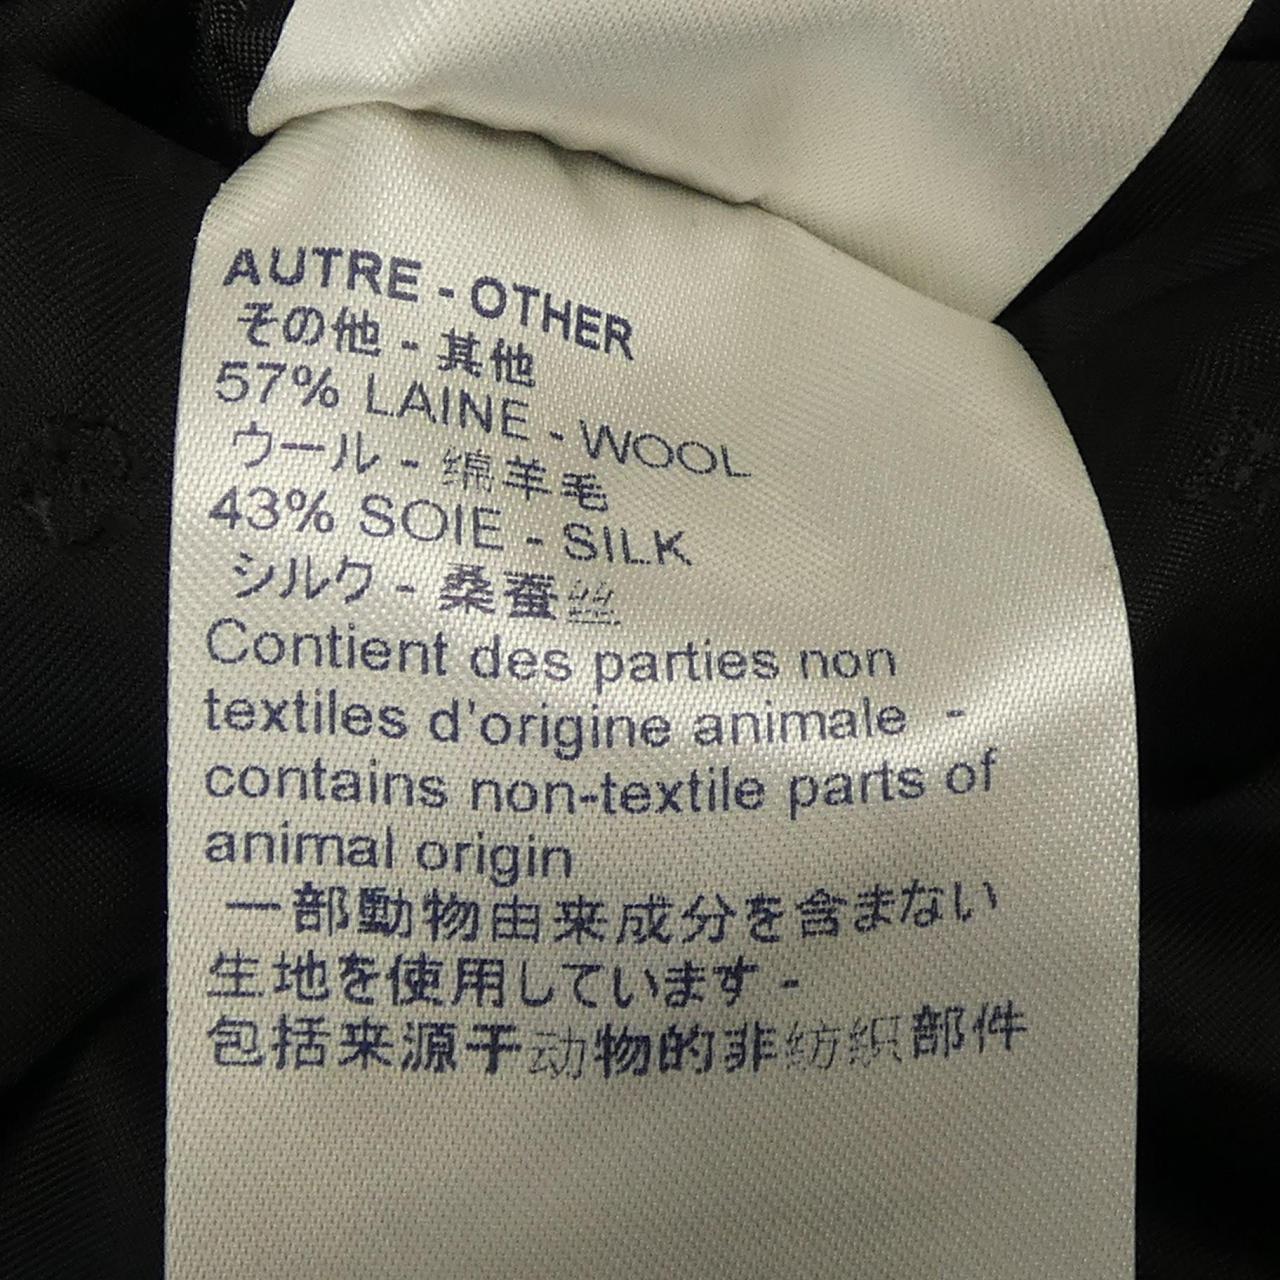 AUTRE - OTHER
その他 - 其他
57% LAINE - WOOL
ウール - 绵羊毛
43% SOIE - SILK
シルク - 桑蚕丝
Contient des parties non
textiles d'origine animale -
contains non-textile parts of
animal origin
一部動物由来成分を含まない
生地を使用しています -
包括来源于动物的非纺织部件